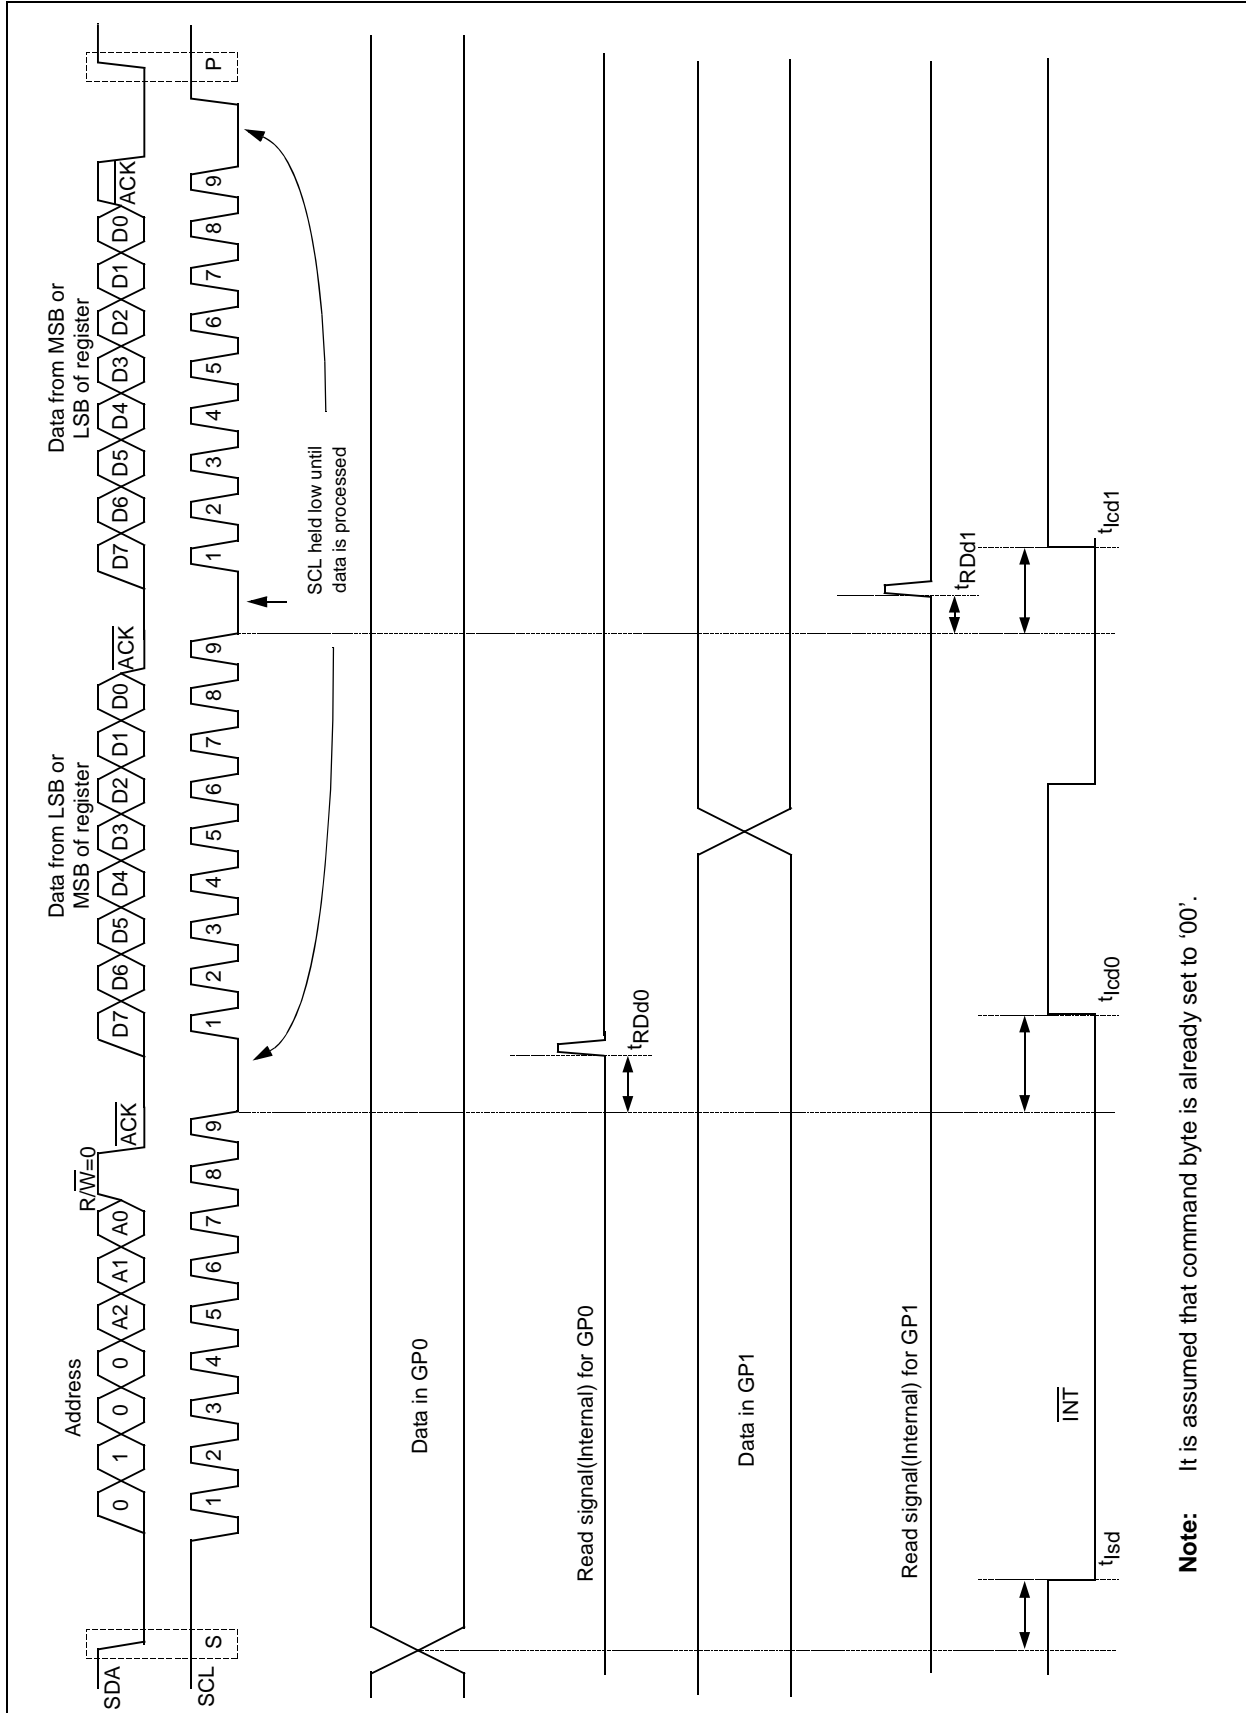 Address
R/W=0
Data from LSB or
MSB of register
Data from MSB or
LSB of register
SDA 0 1 0 0 A2 A1 A0 ACK D7 D6 D5 D4 D3 D2 D1 D0 ACK D7 D6 D5 D4 D3 D2 D1 D0 ACK
SCL S 1 2 3 4 5 6 7 8 9 1 2 3 4 5 6 7 8 9 1 2 3 4 5 6 7 8 9 P
SCL held low until
data is processed
Data in GP0
Read signal(Internal) for GP0
tRDd0
Data in GP1
Read signal(Internal) for GP1
tRDd1
INT
tIsd
tIcd0
tIcd1
Note: It is assumed that command byte is already set to ‘00’.